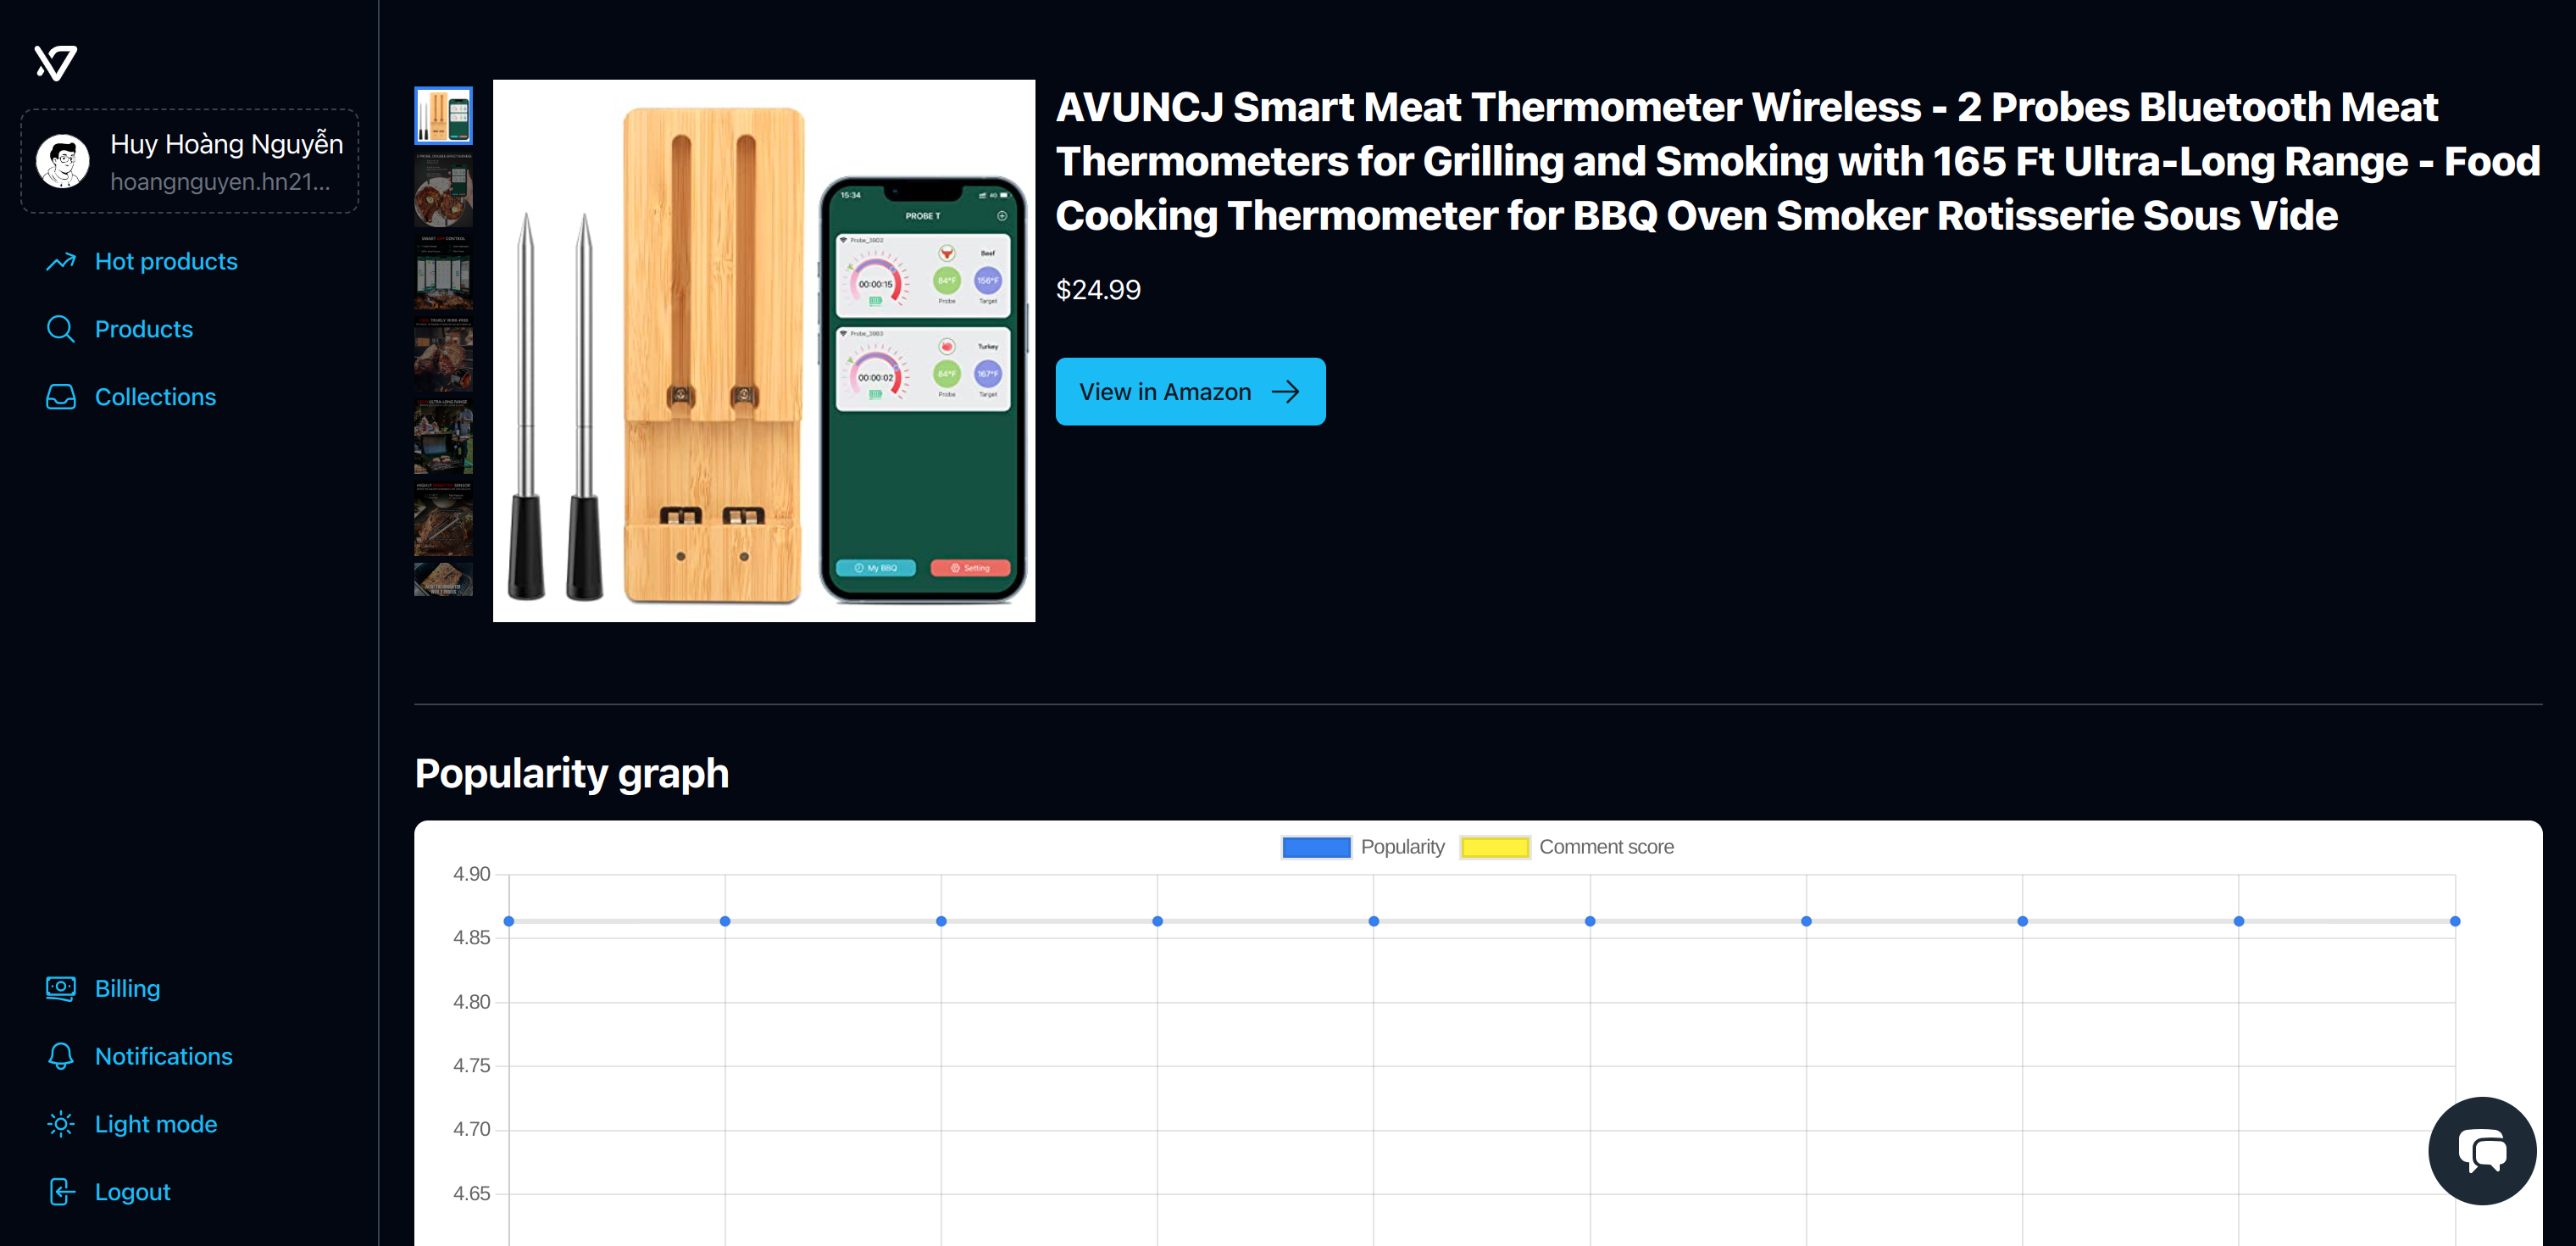 Huy Hoàng Nguyễn
hoangnguyen.hn21...
Hot products
Products
Collections
Billing
Notifications
Light mode
Logout
15:34
4G
PROBE T
Probe_3902
Beef
00:00:15
84°F
156°F
Probe
Target
Probe_3903
Turkey
00:00:02
84°F
167°F
Probe
Target
My BBQ
Setting
AVUNCJ Smart Meat Thermometer Wireless - 2 Probes Bluetooth Meat
Thermometers for Grilling and Smoking with 165 Ft Ultra-Long Range - Food
Cooking Thermometer for BBQ Oven Smoker Rotisserie Sous Vide
$24.99
View in Amazon
Popularity graph
Popularity
Comment score
4.90
4.85
4.80
4.75
4.70
4.65